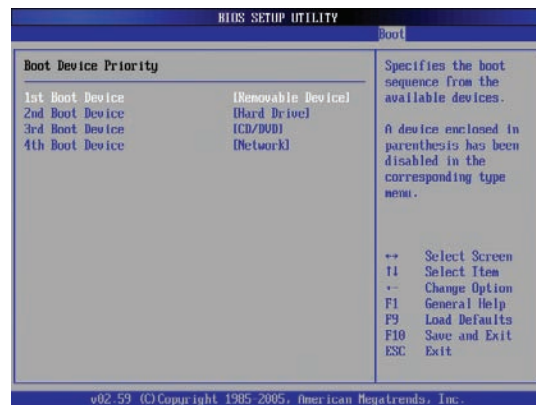 BIOS SETUP UTILITY
Boot
Boot Device Priority
1st Boot Device [Removable Device]
2nd Boot Device [Hard Drive]
3rd Boot Device [CD/DVD]
4th Boot Device [Network]
Specifies the boot
sequence from the
available devices.
A device enclosed in
parenthesis has been
disabled in the
corresponding type
menu.
↔ Select Screen
↑↓ Select Item
+- Change Option
F1 General Help
F9 Load Defaults
F10 Save and Exit
ESC Exit
v02.59 (C)Copyright 1985-2005, American Megatrends, Inc.